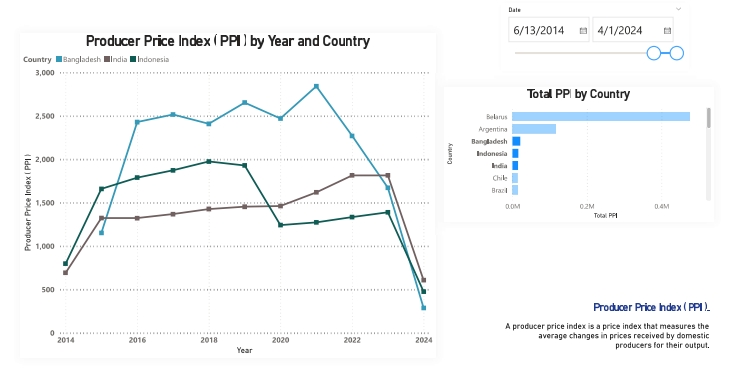 Date
6/13/2014
4/1/2024
Producer Price Index (PPI) by Year and Country
Country Bangladesh India Indonesia
3,000
2,500
2,000
1,500
1,000
500
0
Producer Price Index (PPI)
2014 2016 2018 2020 2022 2024
Year
Total PPI by Country
Belarus
Argentina
Bangladesh
Indonesia
India
Chile
Brazil
Country
0.0M 0.2M 0.4M
Total PPI
Producer Price Index (PPI)_
A producer price index is a price index that measures the
average changes in prices received by domestic
producers for their output.